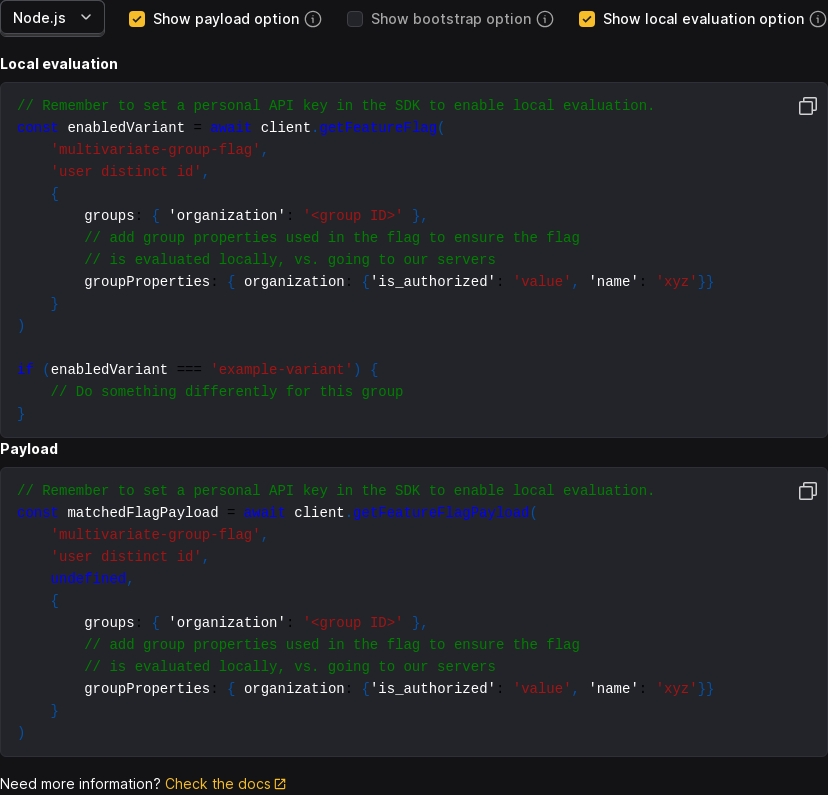 Node.js
Show payload option
Show bootstrap option
Show local evaluation option
Local evaluation
// Remember to set a personal API key in the SDK to enable local evaluation.
const enabledVariant = await client.getFeatureFlag(
    'multivariate-group-flag',
    'user distinct id',
    {
        groups: { 'organization': '<group ID>' },
        // add group properties used in the flag to ensure the flag
        // is evaluated locally, vs. going to our servers
        groupProperties: { organization: {'is_authorized': 'value', 'name': 'xyz'}}
    }
)
if (enabledVariant === 'example-variant') {
    // Do something differently for this group
}
Payload
// Remember to set a personal API key in the SDK to enable local evaluation.
const matchedFlagPayload = await client.getFeatureFlagPayload(
    'multivariate-group-flag',
    'user distinct id',
    undefined,
    {
        groups: { 'organization': '<group ID>' },
        // add group properties used in the flag to ensure the flag
        // is evaluated locally, vs. going to our servers
        groupProperties: { organization: {'is_authorized': 'value', 'name': 'xyz'}}
    }
)
Need more information? Check the docs